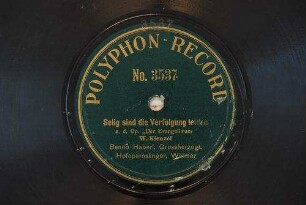 POLYPHON-RECORD
No. 3537
Selig sind die Verfolgung leiden
a. d. Op. „Der Evangelimann
W. Kienzl
Benno Haberl, Grossherzogl.
Hofopernsänger, Weimar